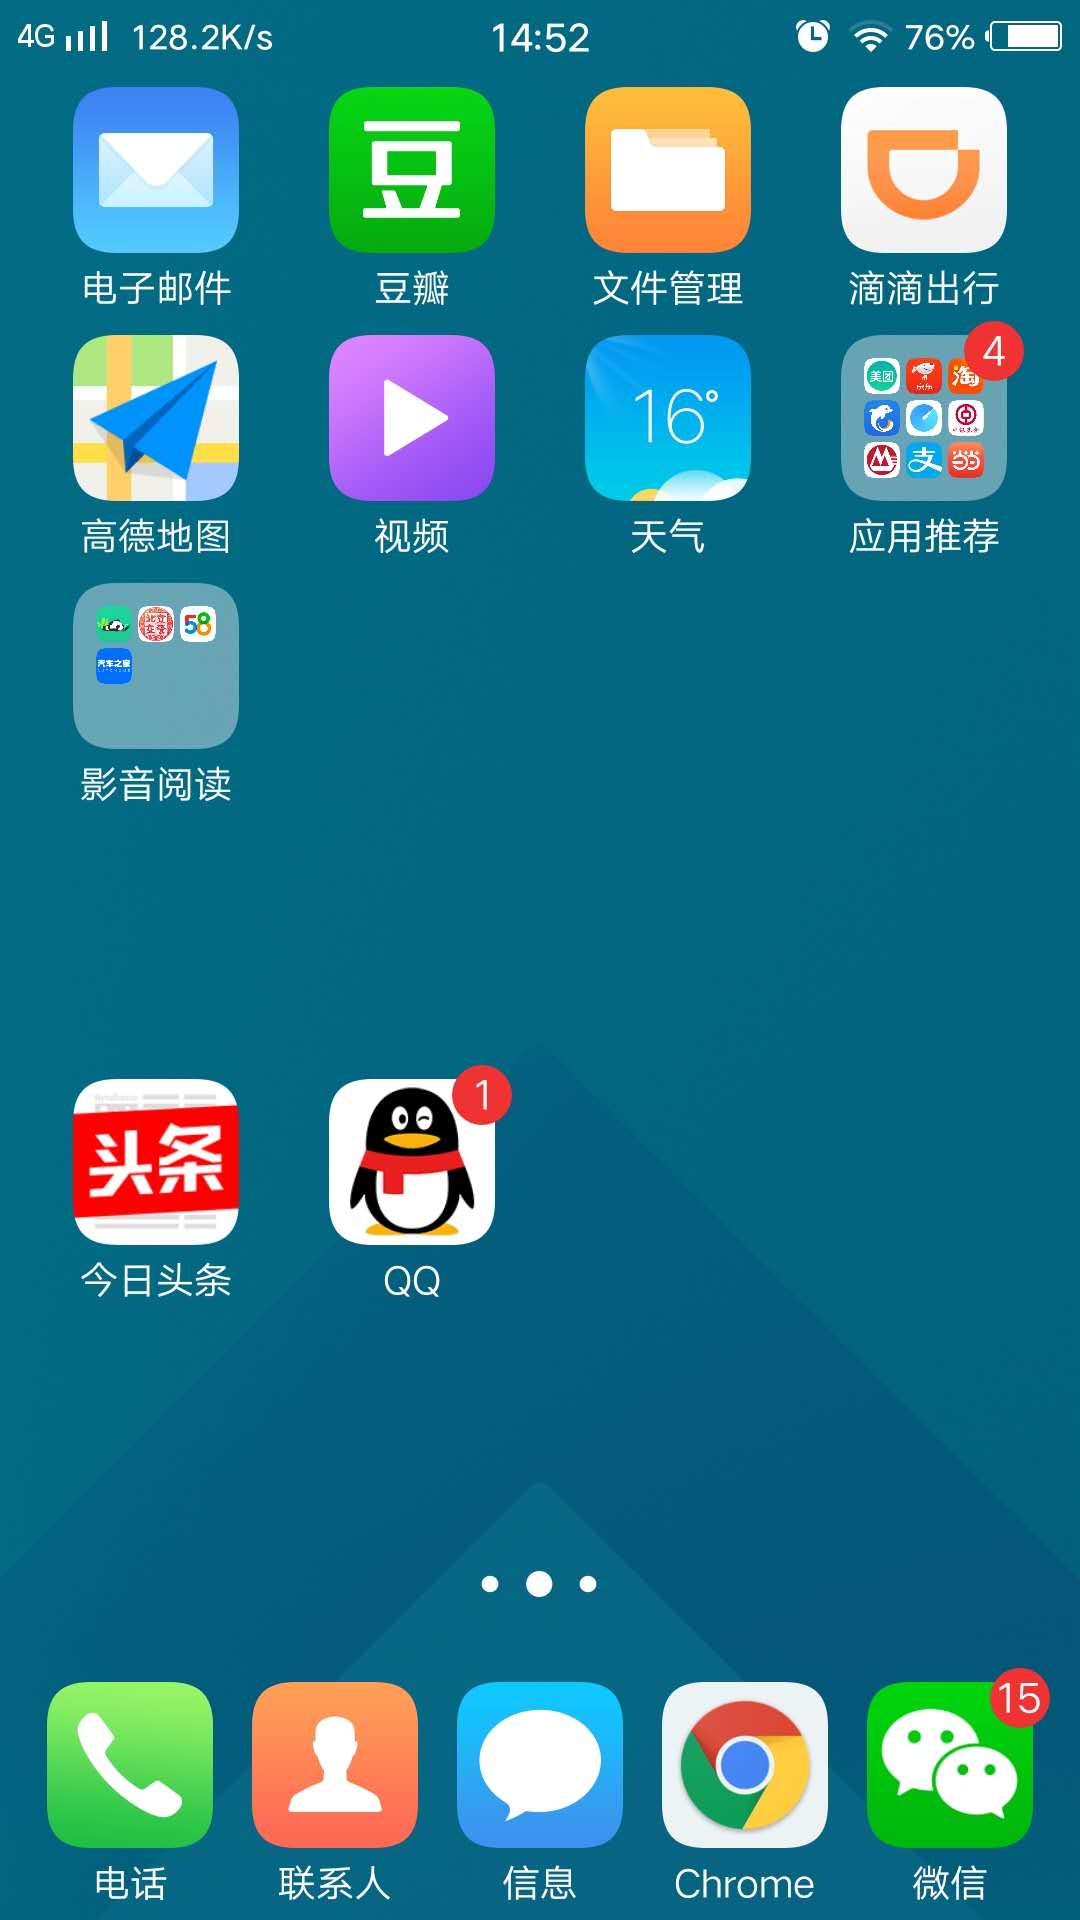 4G 128.2K/s 14:52 76%
豆
电子邮件 豆瓣 文件管理 滴滴出行
16° 4
美团 淘
支
高德地图 视频 天气 应用推荐
58
汽车之家
影音阅读
头条 1
今日头条 QQ
15
电话 联系人 信息 Chrome 微信